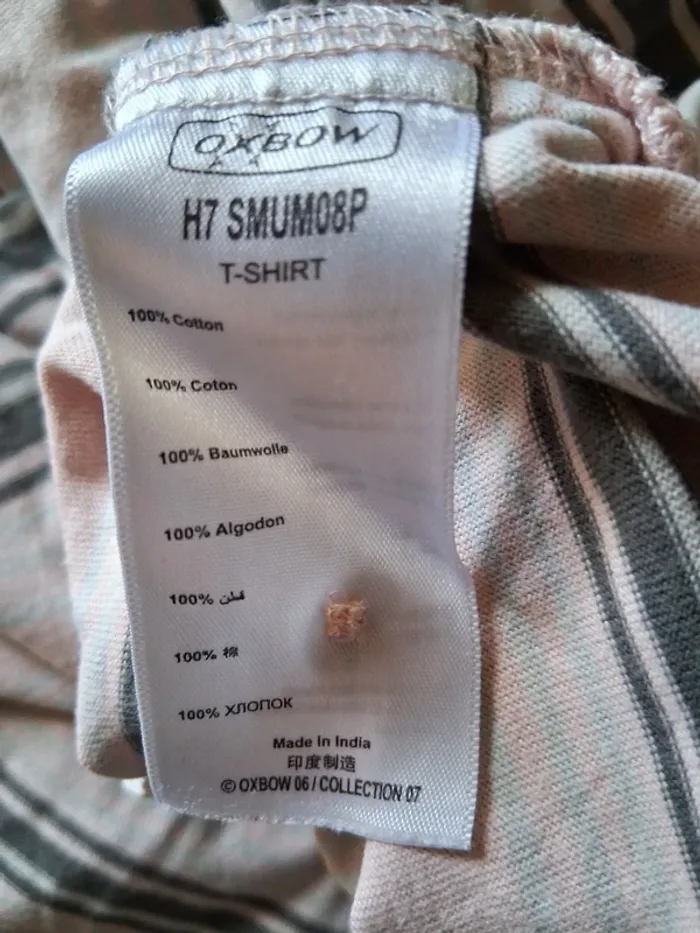 OXBOW
H7 SMUM08P
T-SHIRT
100% Cotton
100% Coton
100% Baumwolle
100% Algodon
100% قطن
100% 棉
100% ХЛОПОК
Made In India
印度制造
© OXBOW 06 / COLLECTION 07